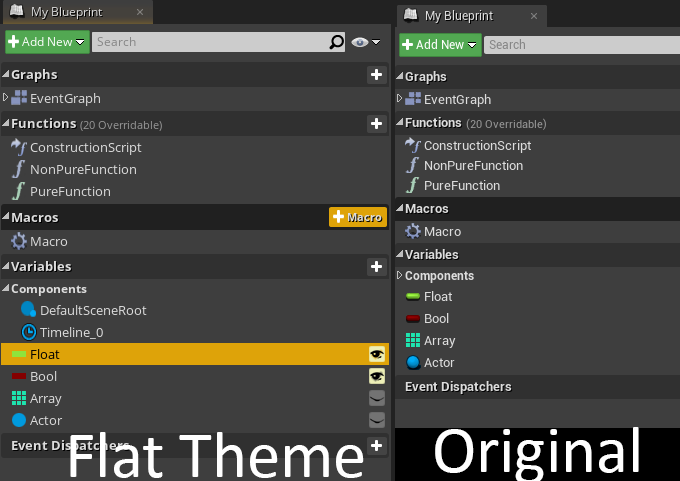 My Blueprint ×
Add New Search
Graphs
EventGraph
Functions (20 Overridable)
ConstructionScript
NonPureFunction
PureFunction
Macros + Macro
Macro
Variables
Components
DefaultSceneRoot
Timeline_0
Float
Bool
Array
Actor
Event Dispatchers
Flat Theme
My Blueprint ×
Add New Search
Graphs
EventGraph
Functions (20 Overridable)
ConstructionScript
NonPureFunction
PureFunction
Macros
Macro
Variables
Components
Float
Bool
Array
Actor
Event Dispatchers
Original